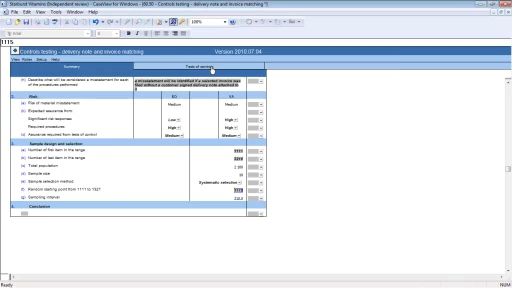 Starburst Vitamins (Independent review) - CaseView for Windows - [80.50 - Controls testing - delivery note and invoice matching *]
File Edit View Tools Window Help
100%
Arial
1115
Controls testing - delivery note and invoice matching Version 2010.07.04
View Roles Setup Help
Summary Tests of controls
Describe what will be considered a misstatement for each of the procedures performed:
a misstatement will be identified if a selected invoice was filed without a customer signed delivery note attached to it
2. Work EO VA
(a) Risk of material misstatement Medium Medium
(b) Expected assurance from
Significant risk responses Low High
Required procedures High High
(c) Assurance required from tests of control Medium Medium
3. Sample design and selection
(a) Number of first item in the range
(b) Number of last item in the range
(c) Total population
(d) Sample size
(e) Sample selection method Systematic selection
(f) Random starting point from 1111 to 1327
(g) Sampling interval
4. Conclusion
Ready NUM